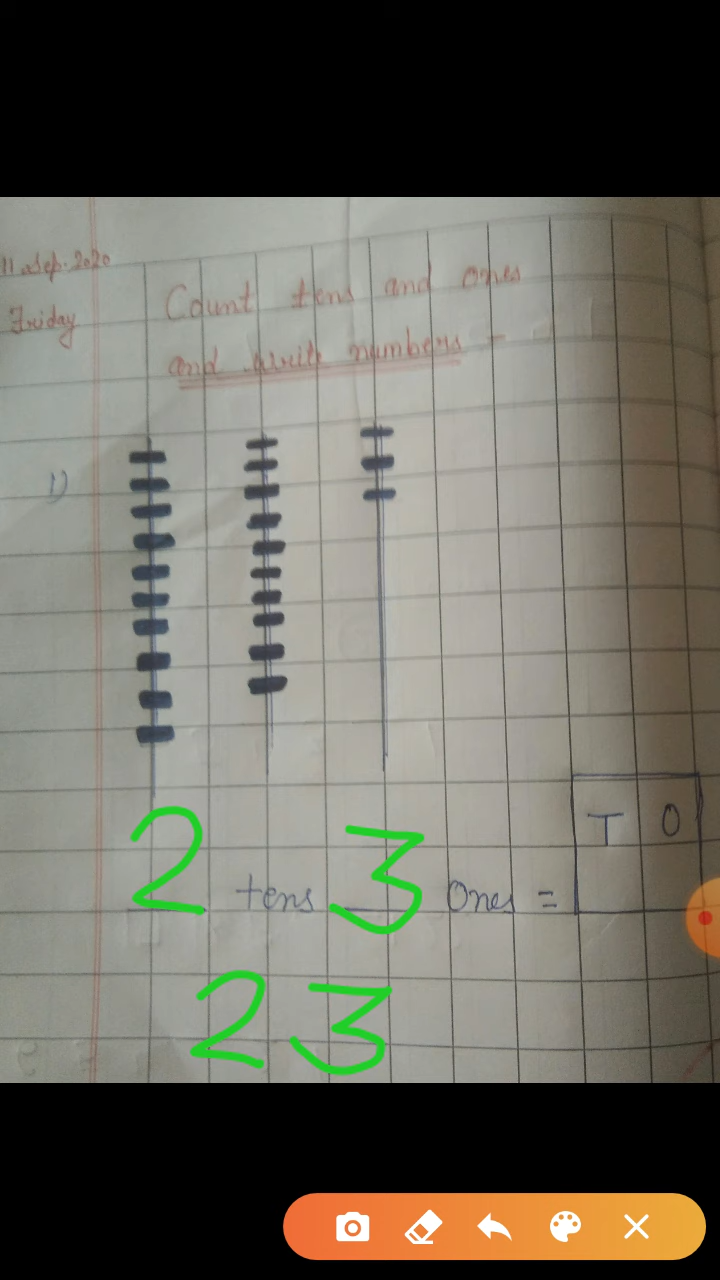 11 Sep. 2020
Friday
Count tens and ones
and write numbers -
1)
T O
2 tens 3 Ones =
23